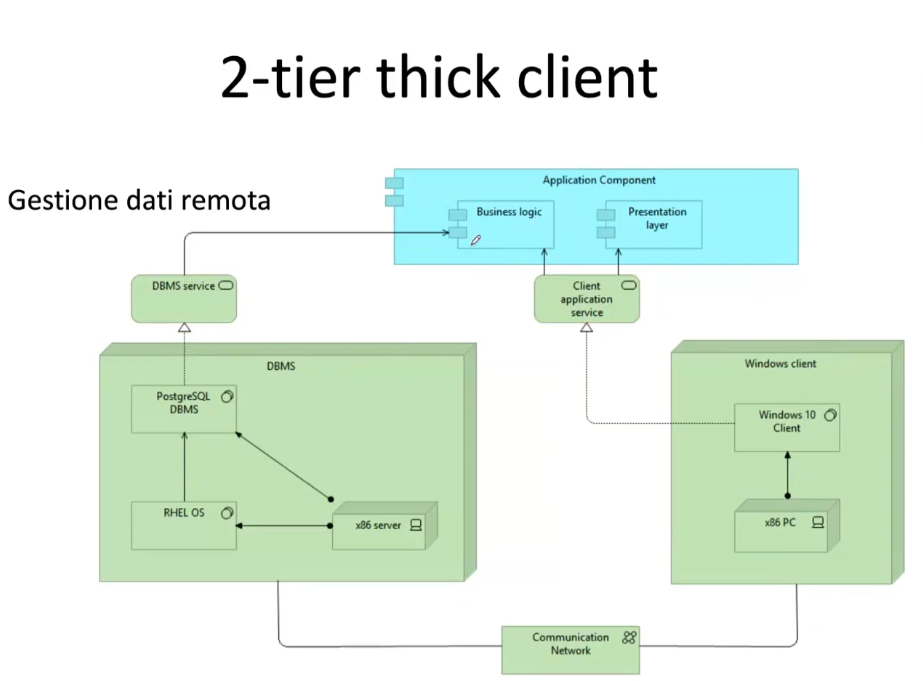 2-tier thick client
Gestione dati remota
Application Component
Business logic
Presentation
layer
DBMS service
Client
application
service
DBMS
Windows client
PostgreSQL
DBMS
Windows 10
Client
RHEL OS
x86 server
x86 PC
Communication
Network